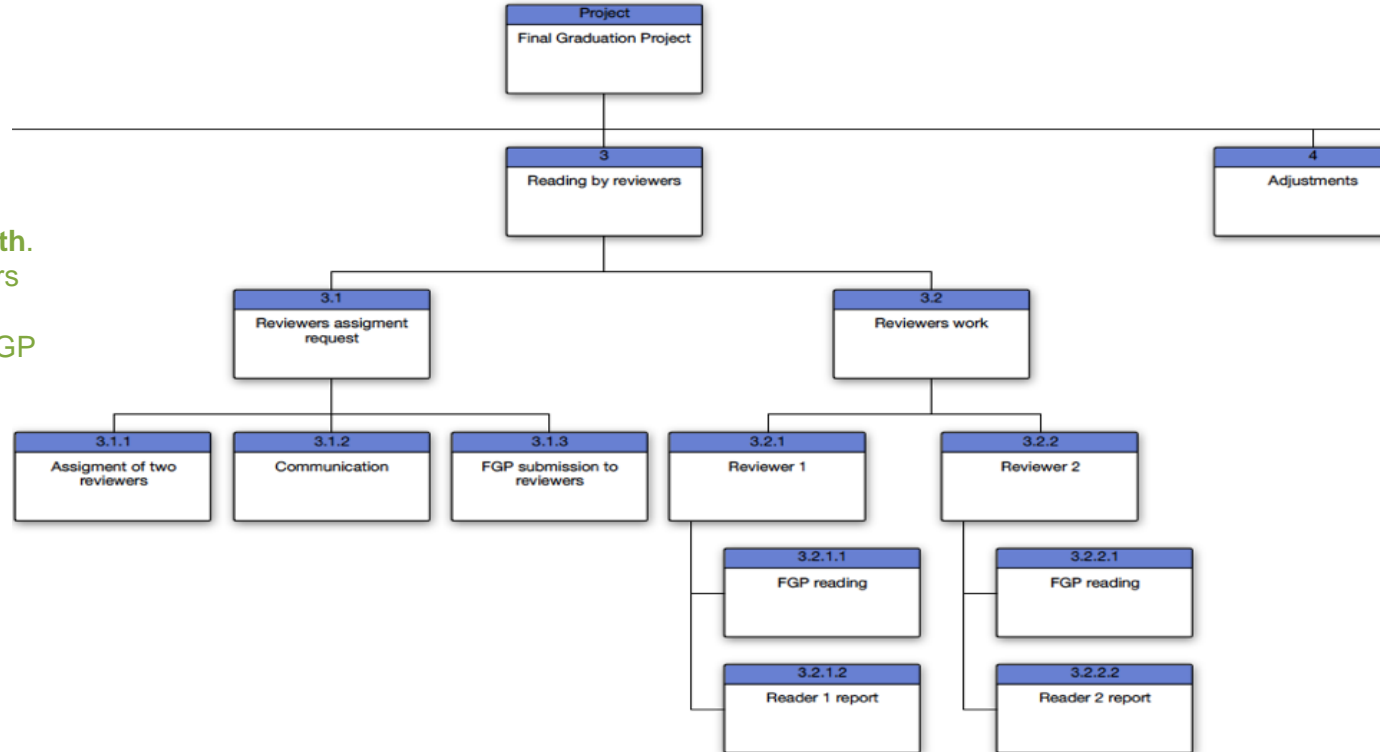 Project
Final Graduation Project
3
Reading by reviewers
4
Adjustments
th.
rs
GP
3.1
Reviewers assigment
request
3.2
Reviewers work
3.1.1
Assigment of two
reviewers
3.1.2
Communication
3.1.3
FGP submission to
reviewers
3.2.1
Reviewer 1
3.2.2
Reviewer 2
3.2.1.1
FGP reading
3.2.2.1
FGP reading
3.2.1.2
Reader 1 report
3.2.2.2
Reader 2 report